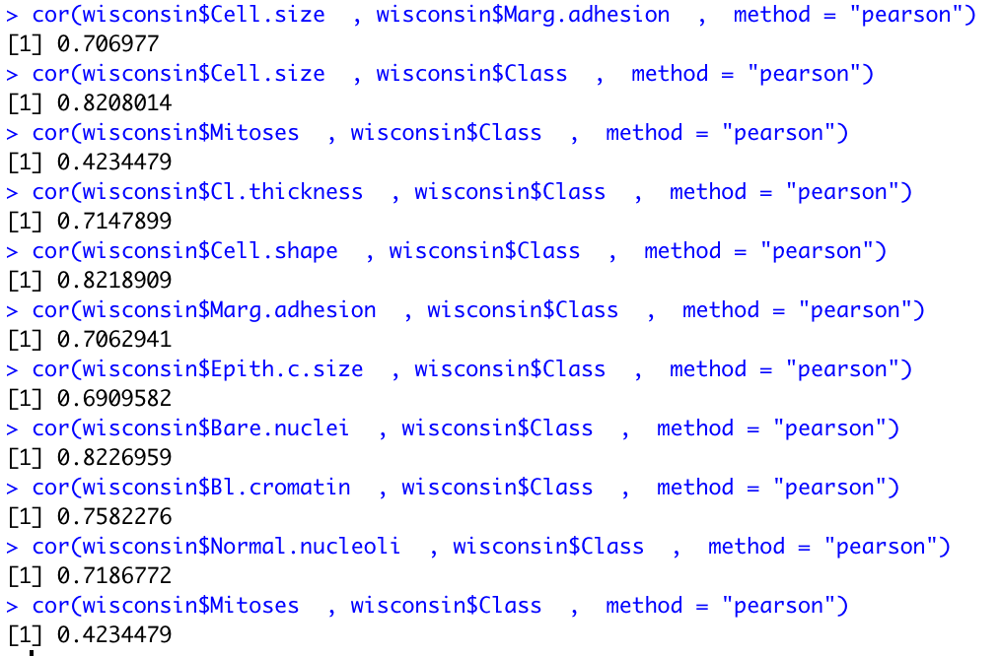 > cor(wisconsin$Cell.size  , wisconsin$Marg.adhesion  ,  method = "pearson")
[1] 0.706977
> cor(wisconsin$Cell.size  , wisconsin$Class  ,  method = "pearson")
[1] 0.8208014
> cor(wisconsin$Mitoses  , wisconsin$Class  ,  method = "pearson")
[1] 0.4234479
> cor(wisconsin$Cl.thickness  , wisconsin$Class  ,  method = "pearson")
[1] 0.7147899
> cor(wisconsin$Cell.shape  , wisconsin$Class  ,  method = "pearson")
[1] 0.8218909
> cor(wisconsin$Marg.adhesion  , wisconsin$Class  ,  method = "pearson")
[1] 0.7062941
> cor(wisconsin$Epith.c.size  , wisconsin$Class  ,  method = "pearson")
[1] 0.6909582
> cor(wisconsin$Bare.nuclei  , wisconsin$Class  ,  method = "pearson")
[1] 0.8226959
> cor(wisconsin$Bl.cromatin  , wisconsin$Class  ,  method = "pearson")
[1] 0.7582276
> cor(wisconsin$Normal.nucleoli  , wisconsin$Class  ,  method = "pearson")
[1] 0.7186772
> cor(wisconsin$Mitoses  , wisconsin$Class  ,  method = "pearson")
[1] 0.4234479